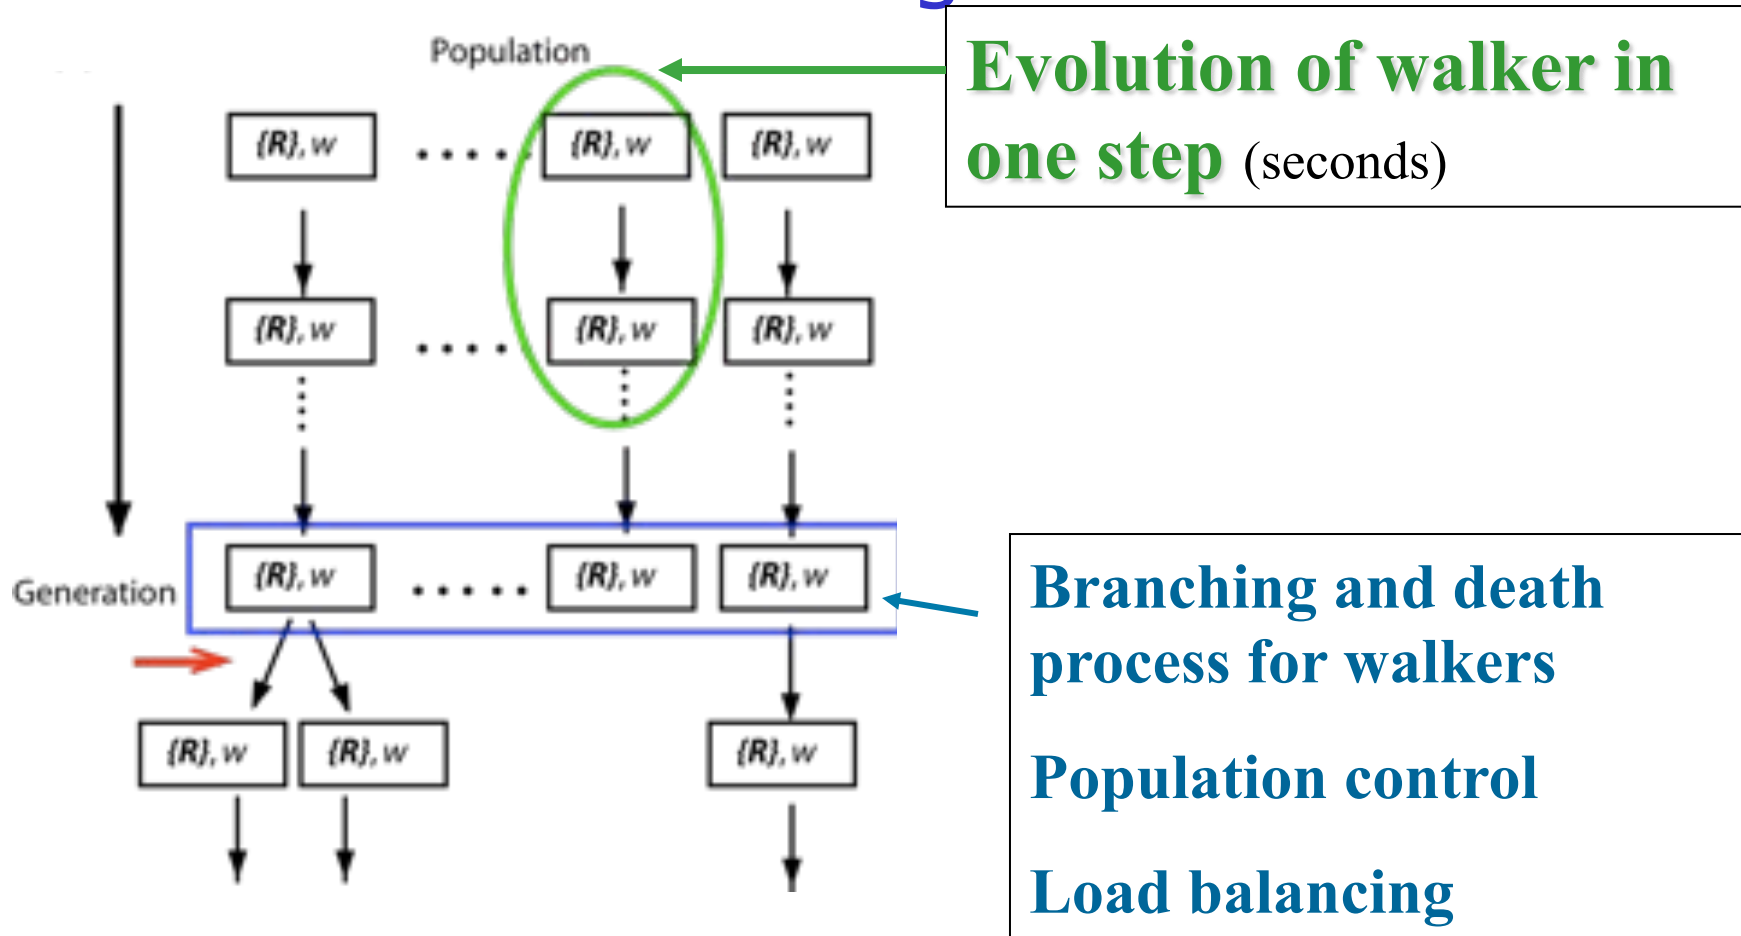 Population
Evolution of walker in
one step (seconds)
{R}, w ..... {R}, w {R}, w
{R}, w .... {R}, w {R}, w
Generation
{R}, w ..... {R}, w {R}, w
Branching and death
process for walkers
{R}, w {R}, w {R}, w
Population control
Load balancing